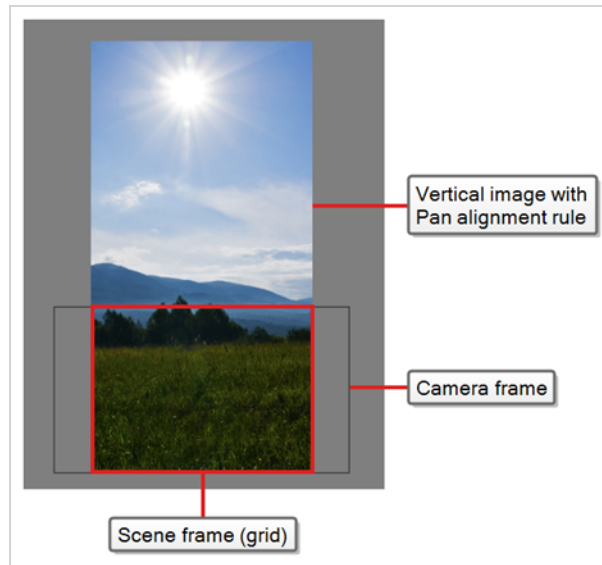 Vertical image with
Pan alignment rule
Camera frame
Scene frame (grid)